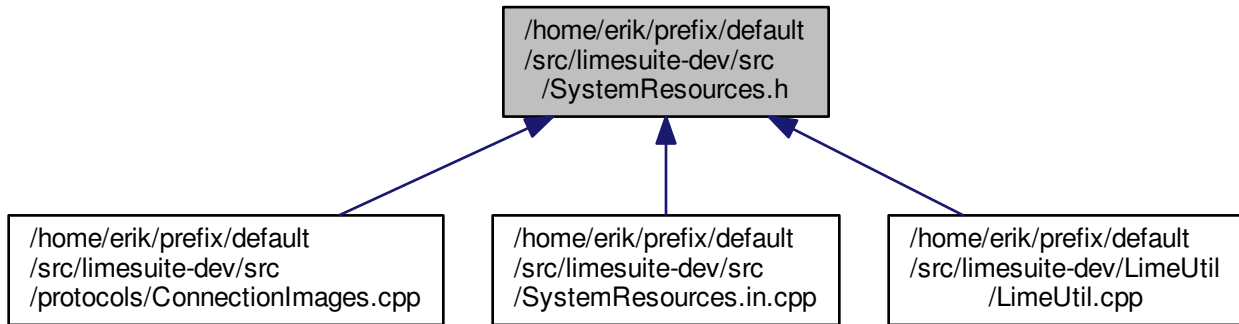 /home/erik/prefix/default
/src/limesuite-dev/src
/SystemResources.h
/home/erik/prefix/default
/src/limesuite-dev/src
/protocols/ConnectionImages.cpp
/home/erik/prefix/default
/src/limesuite-dev/src
/SystemResources.in.cpp
/home/erik/prefix/default
/src/limesuite-dev/LimeUtil
/LimeUtil.cpp